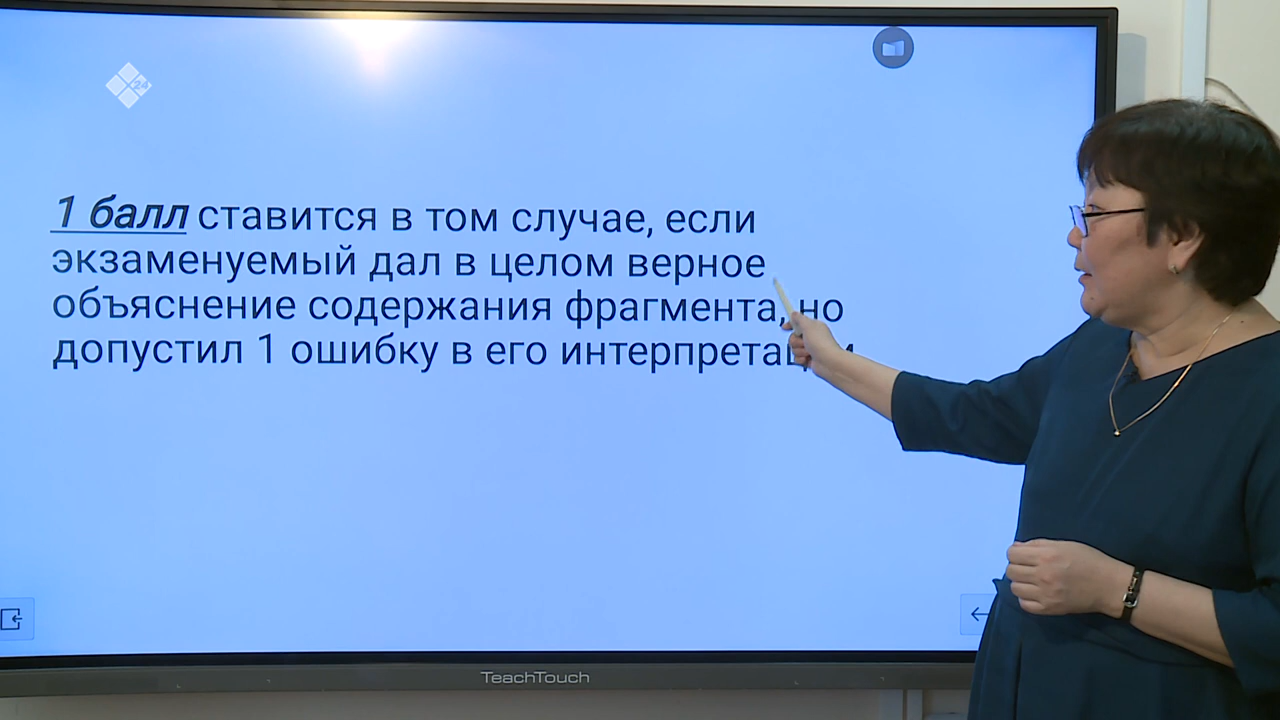 24
1 балл ставится в том случае, если
экзаменуемый дал в целом верное
объяснение содержания фрагмента, но
допустил 1 ошибку в его
TeachTouch